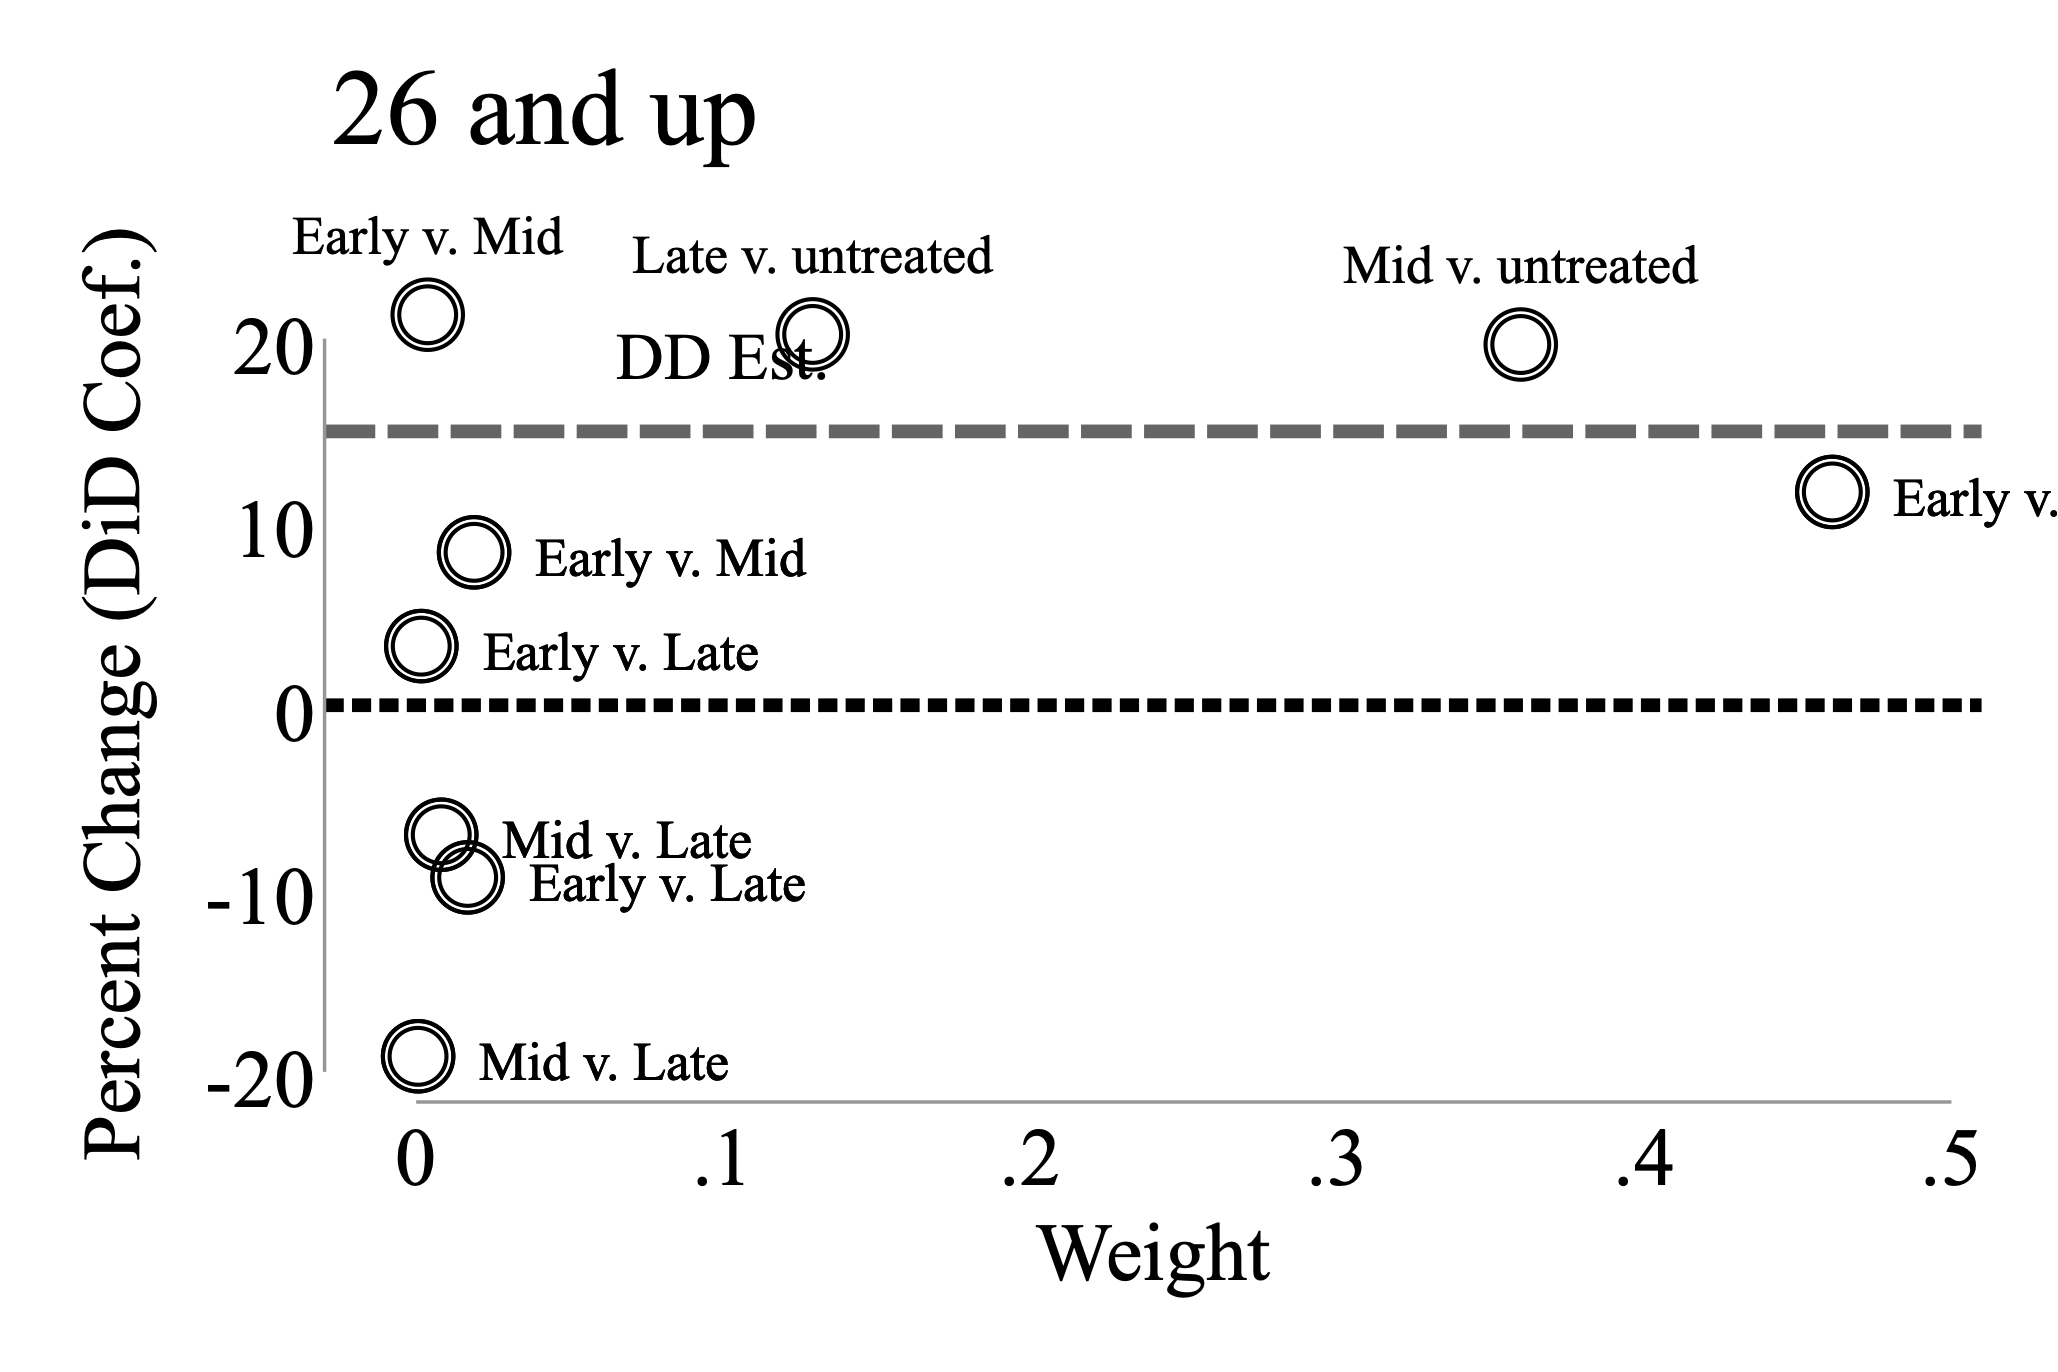 26 and up
Early v. Mid
Late v. untreated
Mid v. untreated
DD Est.
Early v.
Early v. Mid
Early v. Late
Mid v. Late
Early v. Late
Mid v. Late
Percent Change (DiD Coef.)
20
10
0
-10
-20
0
.1
.2
.3
.4
.5
Weight